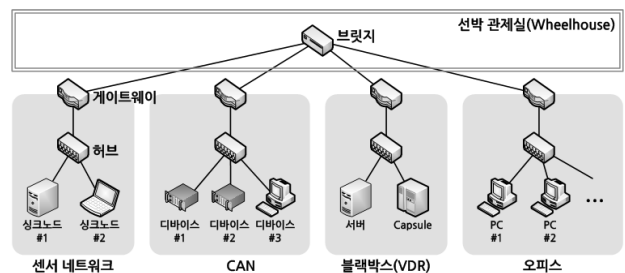 선박 관제실(Wheelhouse)
브릿지
게이트웨이
허브
싱크노드
#1
싱크노드
#2
디바이스
#1
디바이스
#2
디바이스
#3
서버
Capsule
PC
#1
PC
#2
...
센서 네트워크
CAN
블랙박스(VDR)
오피스